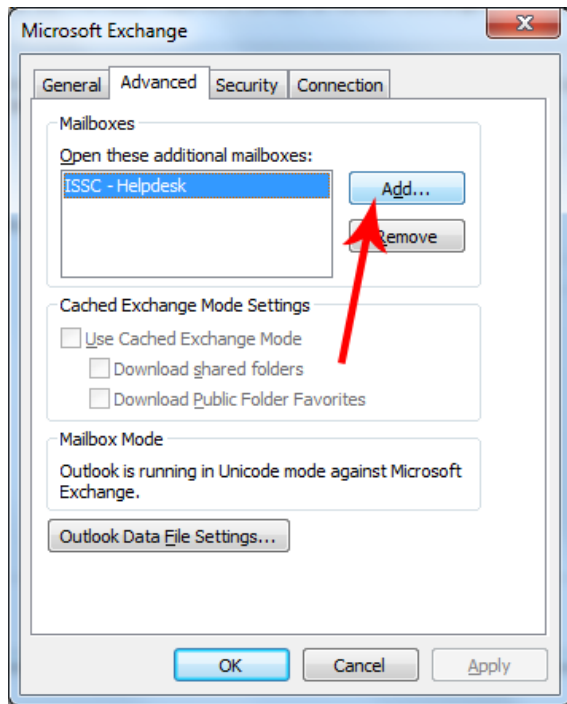 Microsoft Exchange
General Advanced Security Connection
Mailboxes
Open these additional mailboxes:
ISSC - Helpdesk
Add...
Remove
Cached Exchange Mode Settings
Use Cached Exchange Mode
Download shared folders
Download Public Folder Favorites
Mailbox Mode
Outlook is running in Unicode mode against Microsoft
Exchange.
Outlook Data File Settings...
OK Cancel Apply